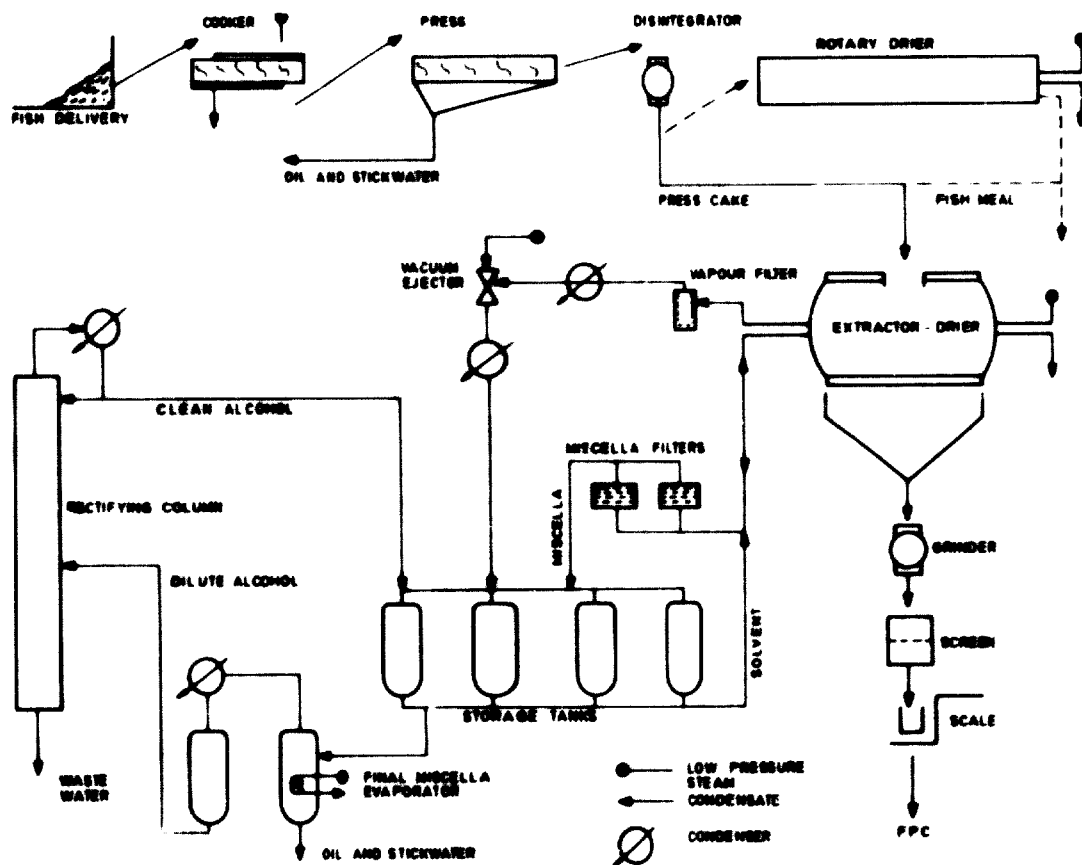 COOKER
PRESS
DISINTEGRATOR
ROTARY DRIER
FISH DELIVERY
OIL AND STICKWATER
PRESS CAKE
FISH MEAL
VACUUM
EJECTER
VAPOUR FILTER
EXTRACTOR-DRIER
CLEAN ALCOHOL
MISCELLA FILTERS
MISCELLA
RECTIFYING COLUMN
GRINDER
DILUTE ALCOHOL
SOLVENT
SCREEN
STORAGE TANKS
SCALE
WASTE
WATER
FINAL MISCELLA
EVAPORATOR
LOW PRESSURE
STEAM
CONDENSATE
CONDENSER
OIL AND STICKWATER
FPC